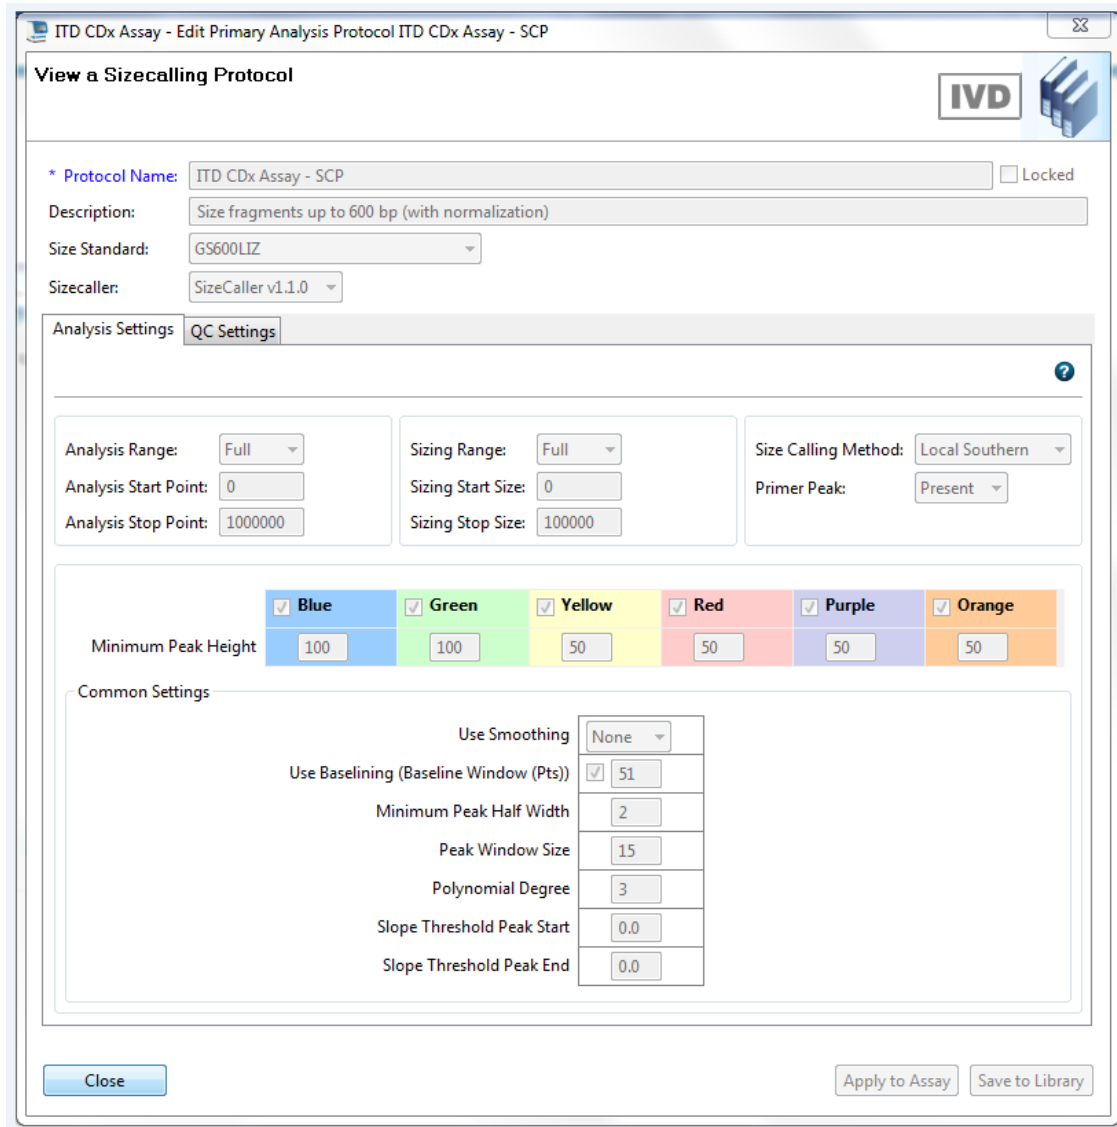 ITD CDx Assay - Edit Primary Analysis Protocol ITD CDx Assay - SCP
View a Sizecalling Protocol
IVD
* Protocol Name: ITD CDx Assay - SCP Locked
Description: Size fragments up to 600 bp (with normalization)
Size Standard: GS600LIZ
Sizecaller: SizeCaller v1.1.0
Analysis Settings QC Settings
?
Analysis Range: Full Sizing Range: Full Size Calling Method: Local Southern
Analysis Start Point: 0 Sizing Start Size: 0 Primer Peak: Present
Analysis Stop Point: 1000000 Sizing Stop Size: 100000
Blue Green Yellow Red Purple Orange
Minimum Peak Height 100 100 50 50 50 50
Common Settings
Use Smoothing None
Use Baselining (Baseline Window (Pts)) 51
Minimum Peak Half Width 2
Peak Window Size 15
Polynomial Degree 3
Slope Threshold Peak Start 0.0
Slope Threshold Peak End 0.0
Close Apply to Assay Save to Library